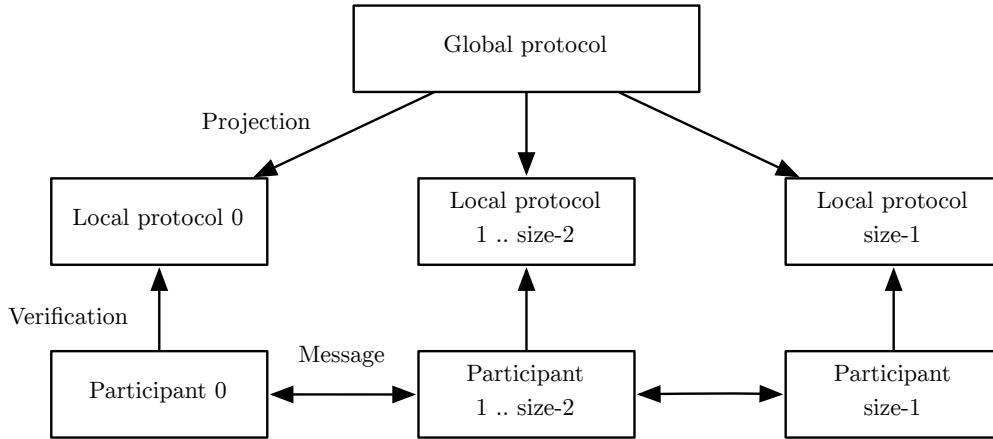 Global protocol
Projection
Local protocol 0
Local protocol
1 .. size-2
Local protocol
size-1
Verification
Message
Participant 0
Participant
1 .. size-2
Participant
size-1